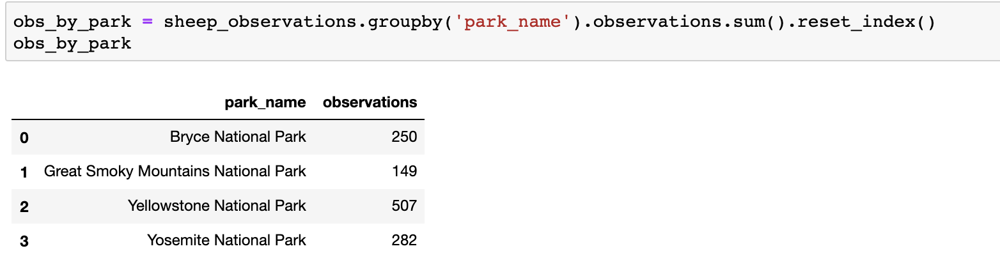 obs_by_park = sheep_observations.groupby('park_name').observations.sum().reset_index()
obs_by_park
park_name observations
0 Bryce National Park 250
1 Great Smoky Mountains National Park 149
2 Yellowstone National Park 507
3 Yosemite National Park 282